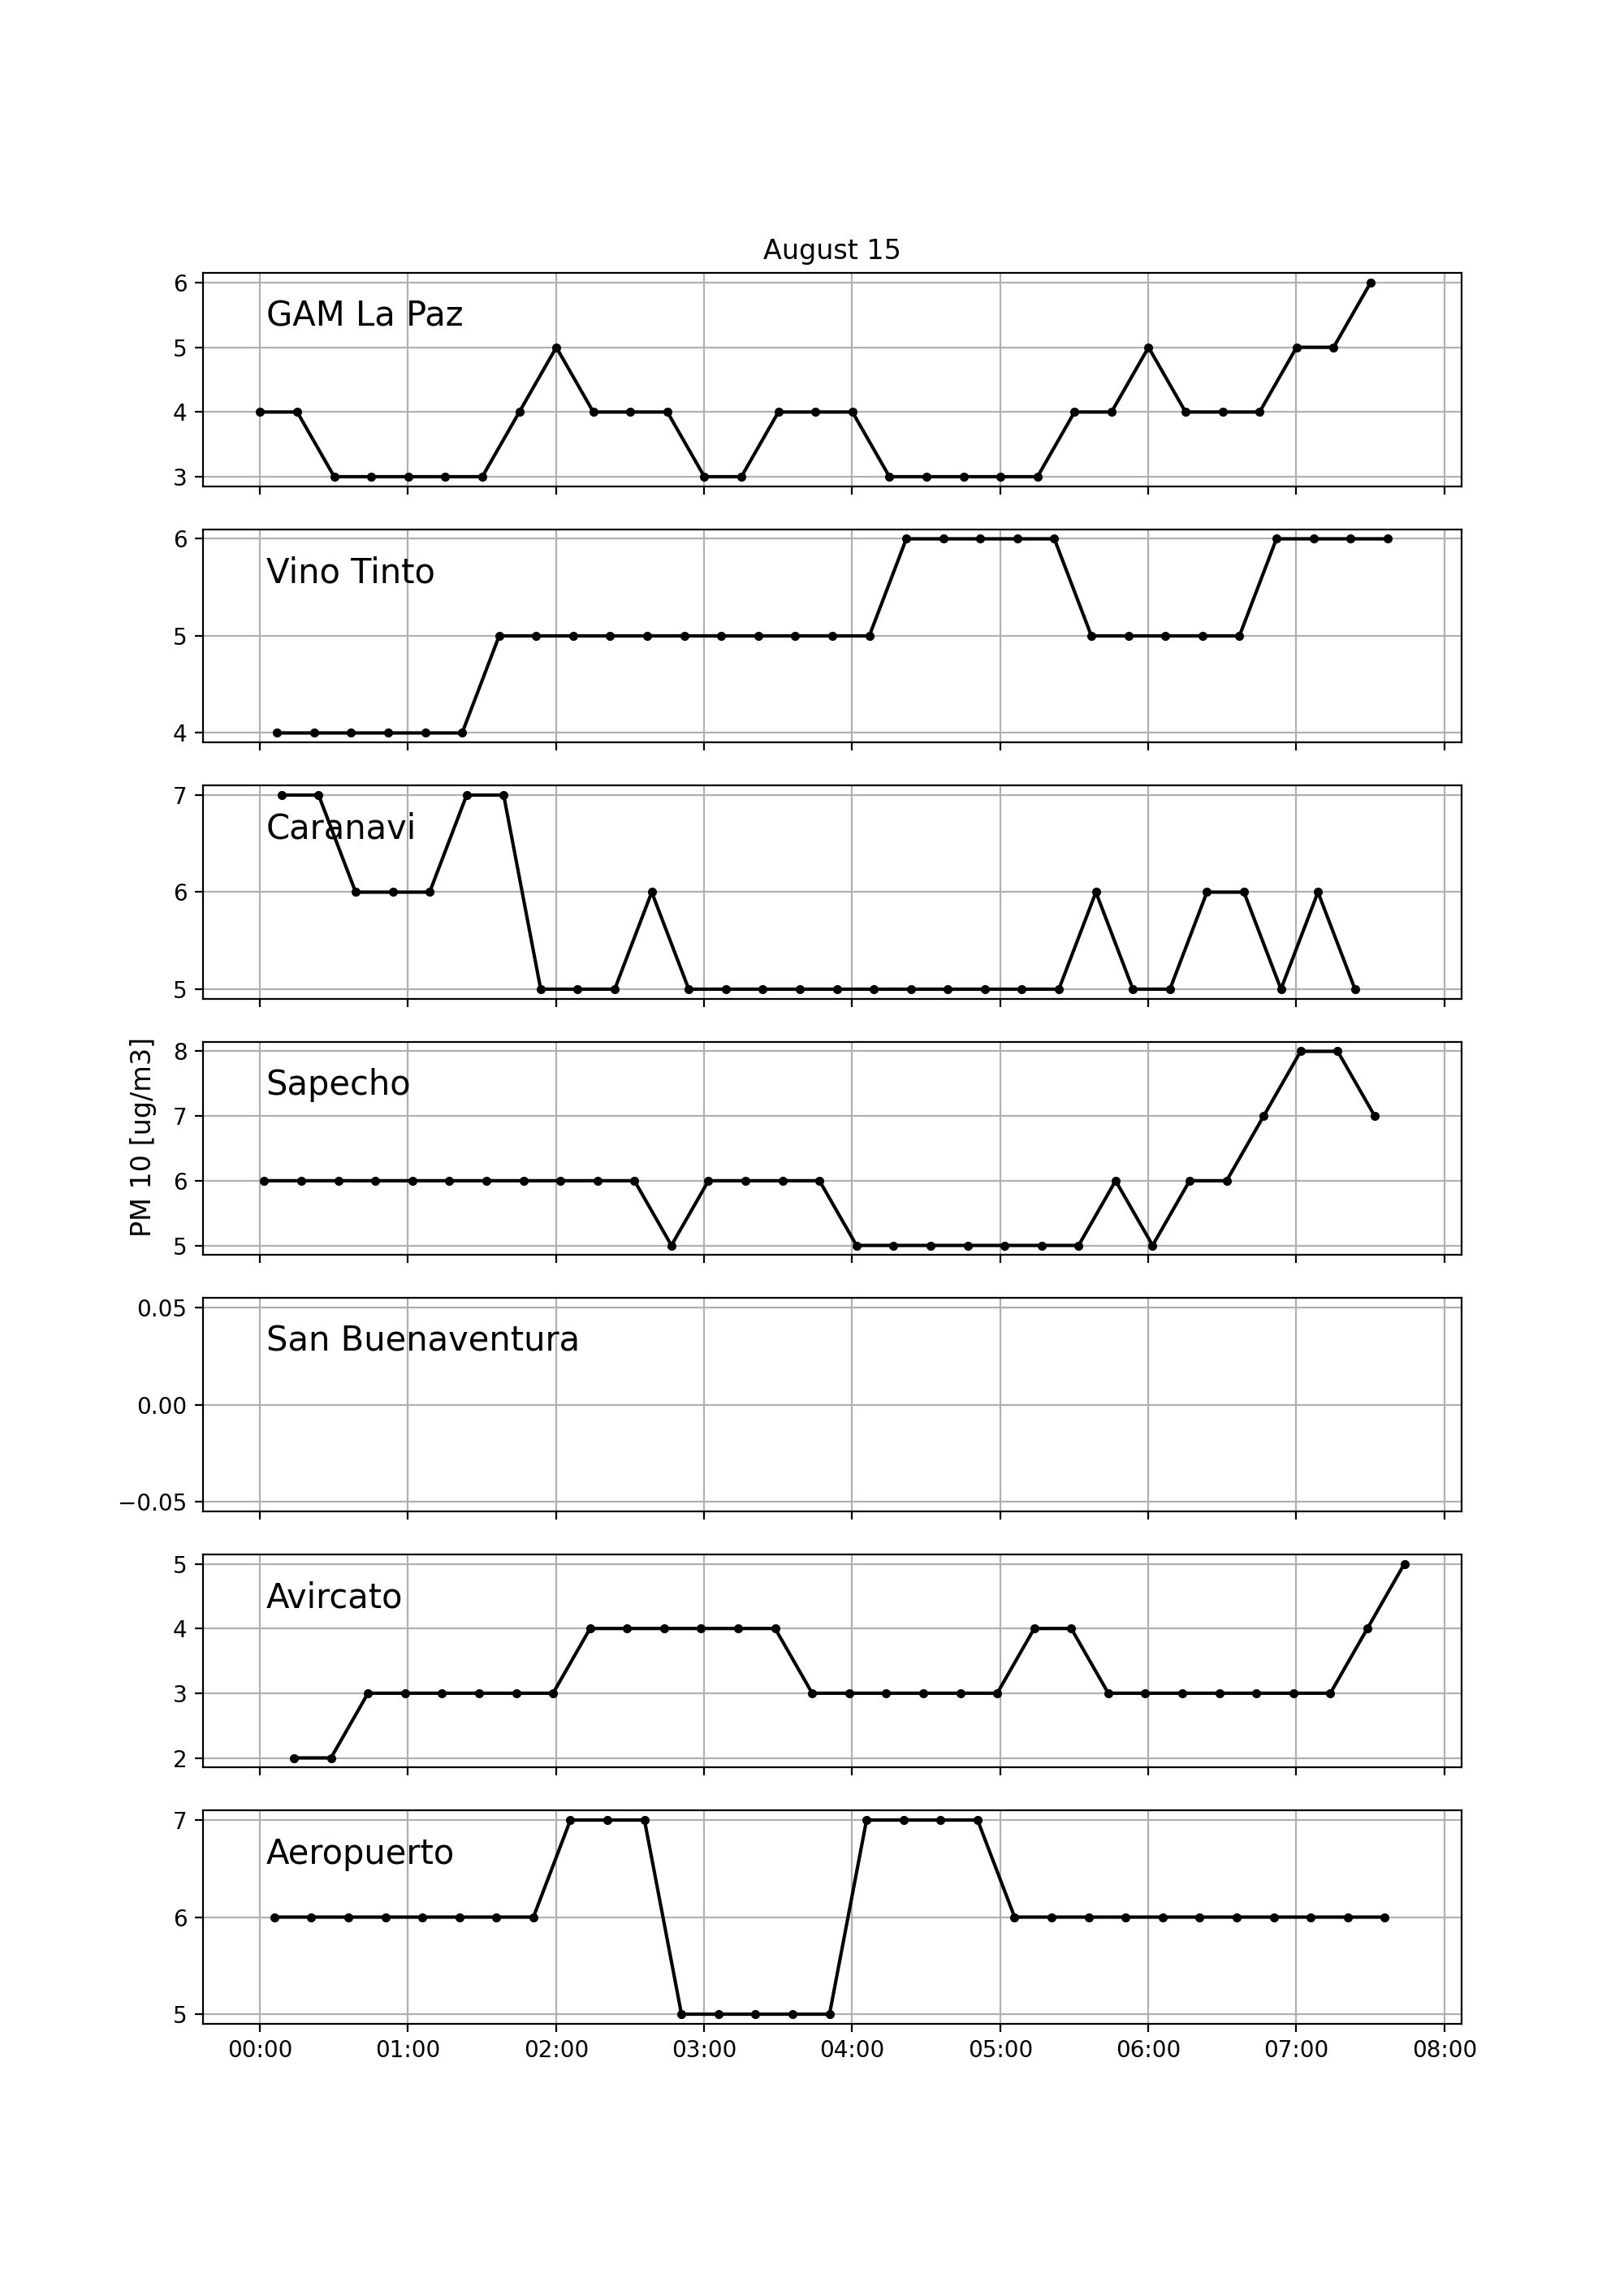 August 15
6
GAM La Paz
5
4
3
6
Vino Tinto
5
4
7
Caranavi
6
5
PM 10 [ug/m3]
8
Sapecho
7
6
5
0.05
San Buenaventura
0.00
−0.05
5
Avircato
4
3
2
7
Aeropuerto
6
5
00:00 01:00 02:00 03:00 04:00 05:00 06:00 07:00 08:00